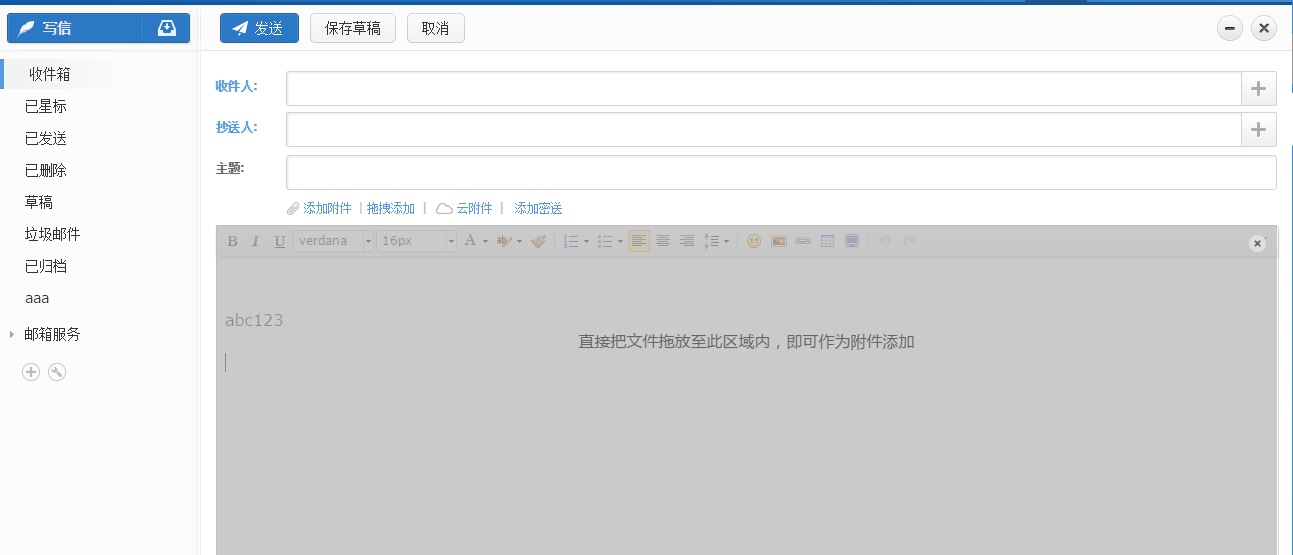 写信
发送 保存草稿 取消
收件箱
已星标
已发送
已删除
草稿
垃圾邮件
已归档
aaa
邮箱服务
收件人:
抄送人:
主题:
添加附件 | 拖拽添加 | 云附件 | 添加密送
B I U verdana 16px A ab
abc123
直接把文件拖放至此区域内，即可作为附件添加